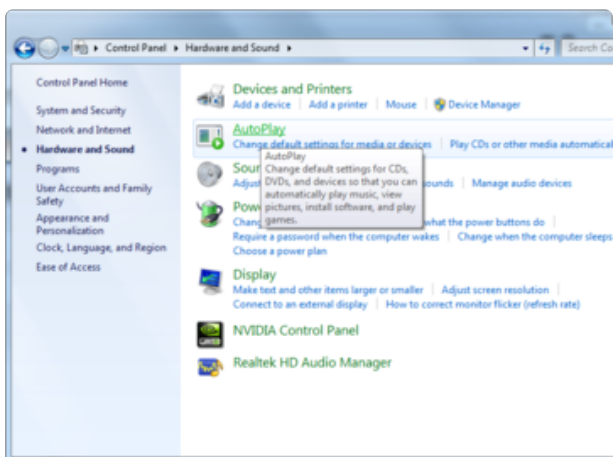 Control Panel ▸ Hardware and Sound ▸
Search Co
Control Panel Home
System and Security
Network and Internet
Hardware and Sound
Programs
User Accounts and Family
Safety
Appearance and
Personalization
Clock, Language, and Region
Ease of Access
Devices and Printers
Add a device | Add a printer | Mouse | Device Manager
AutoPlay
Change default settings for media or devices | Play CDs or other media automatical
AutoPlay
Change default settings for CDs,
DVDs, and devices so that you can
automatically play music, view
pictures, install software, and play
games.
Soun
Adjus
ounds | Manage audio devices
Powe
Chang
what the power buttons do
Require a password when the computer wakes | Change when the computer sleeps
Choose a power plan
Display
Make text and other items larger or smaller | Adjust screen resolution
Connect to an external display | How to correct monitor flicker (refresh rate)
NVIDIA Control Panel
Realtek HD Audio Manager